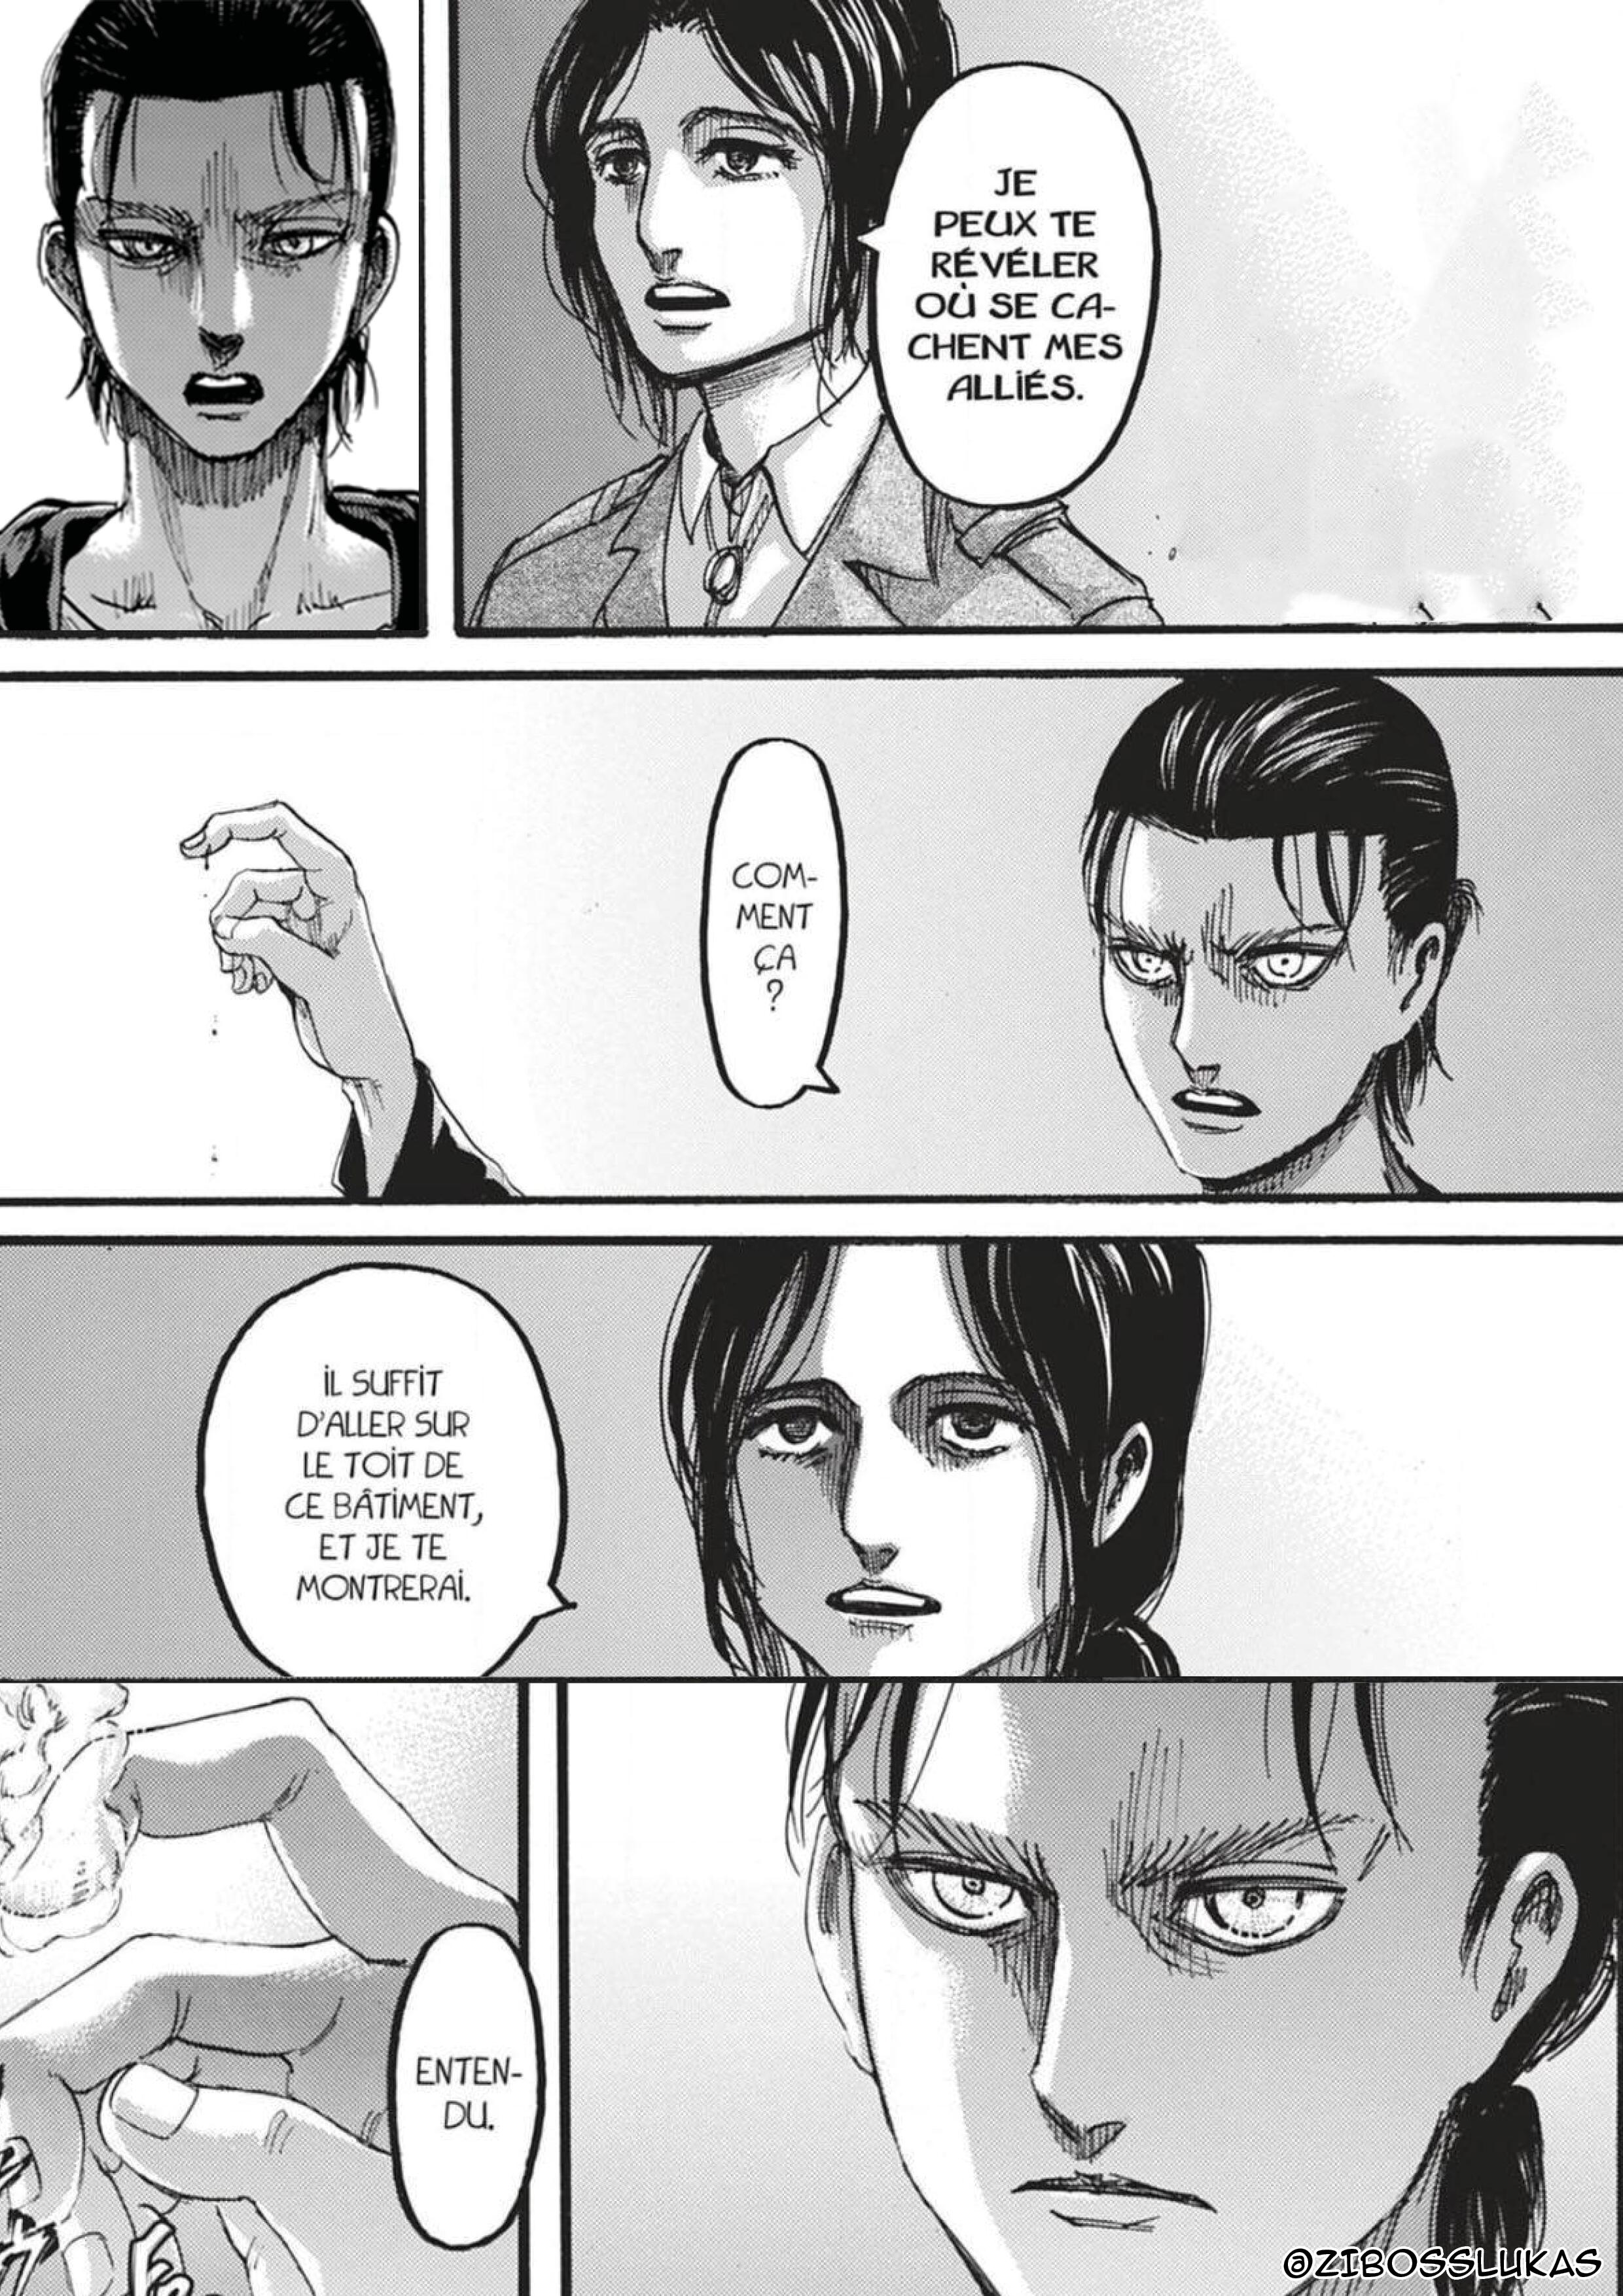 JE
PEUX TE
RÉVÉLER
OÙ SE CA-
CHENT MES
ALLIÉS.
COM-
MENT
ÇA
?
IL SUFFIT
D'ALLER SUR
LE TOIT DE
CE BÂTIMENT,
ET JE TE
MONTRERAI.
ENTEN-
DU.
@ZIBOSSLUKAS